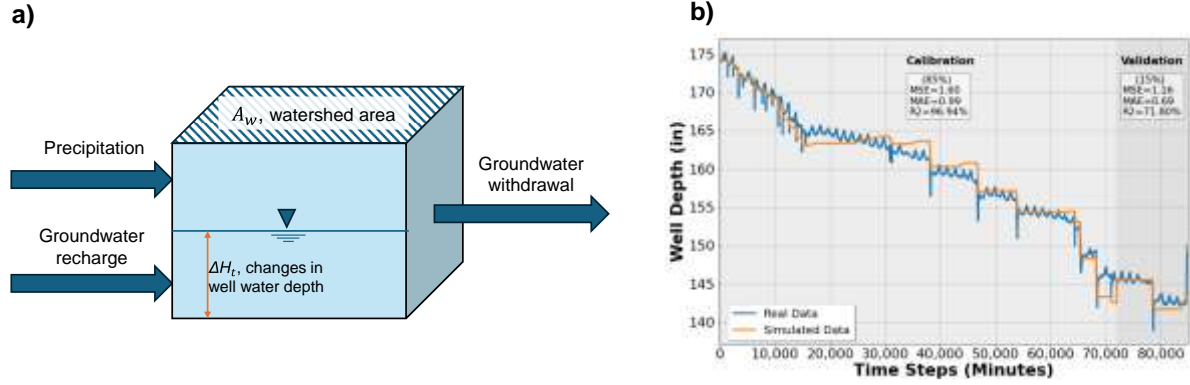 a)
A_w, watershed area
Precipitation
Groundwater
recharge
Groundwater
withdrawal
ΔH_t, changes in
well water depth
b)
175
170
165
160
155
150
145
140
Well Depth (in)
Calibration
(85%)
MSE=1.60
MAE=0.99
R2=96.94%
Validation
(15%)
MSE=1.16
MAE=0.69
R2=71.80%
Real Data
Simulated Data
0
10,000
20,000
30,000
40,000
50,000
60,000
70,000
80,000
Time Steps (Minutes)